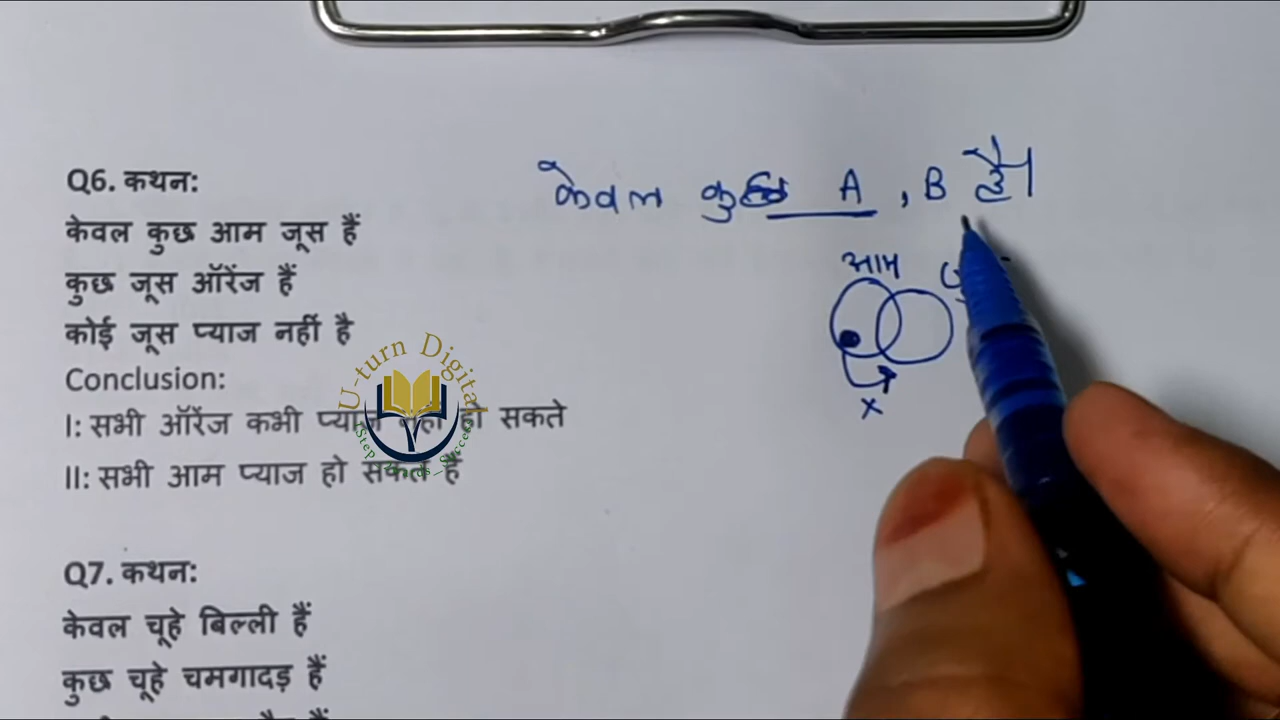 केवल कुछ A , B है।
Q6. कथन:
केवल कुछ आम जूस हैं
कुछ जूस ऑरेंज हैं
कोई जूस प्याज नहीं है
Conclusion:
I: सभी ऑरेंज कभी प्याज नहीं हो सकते
II: सभी आम प्याज हो सकते हैं
आम
x
U-turn Digital
Q7. कथन:
केवल चूहे बिल्ली हैं
कुछ चूहे चमगादड़ हैं